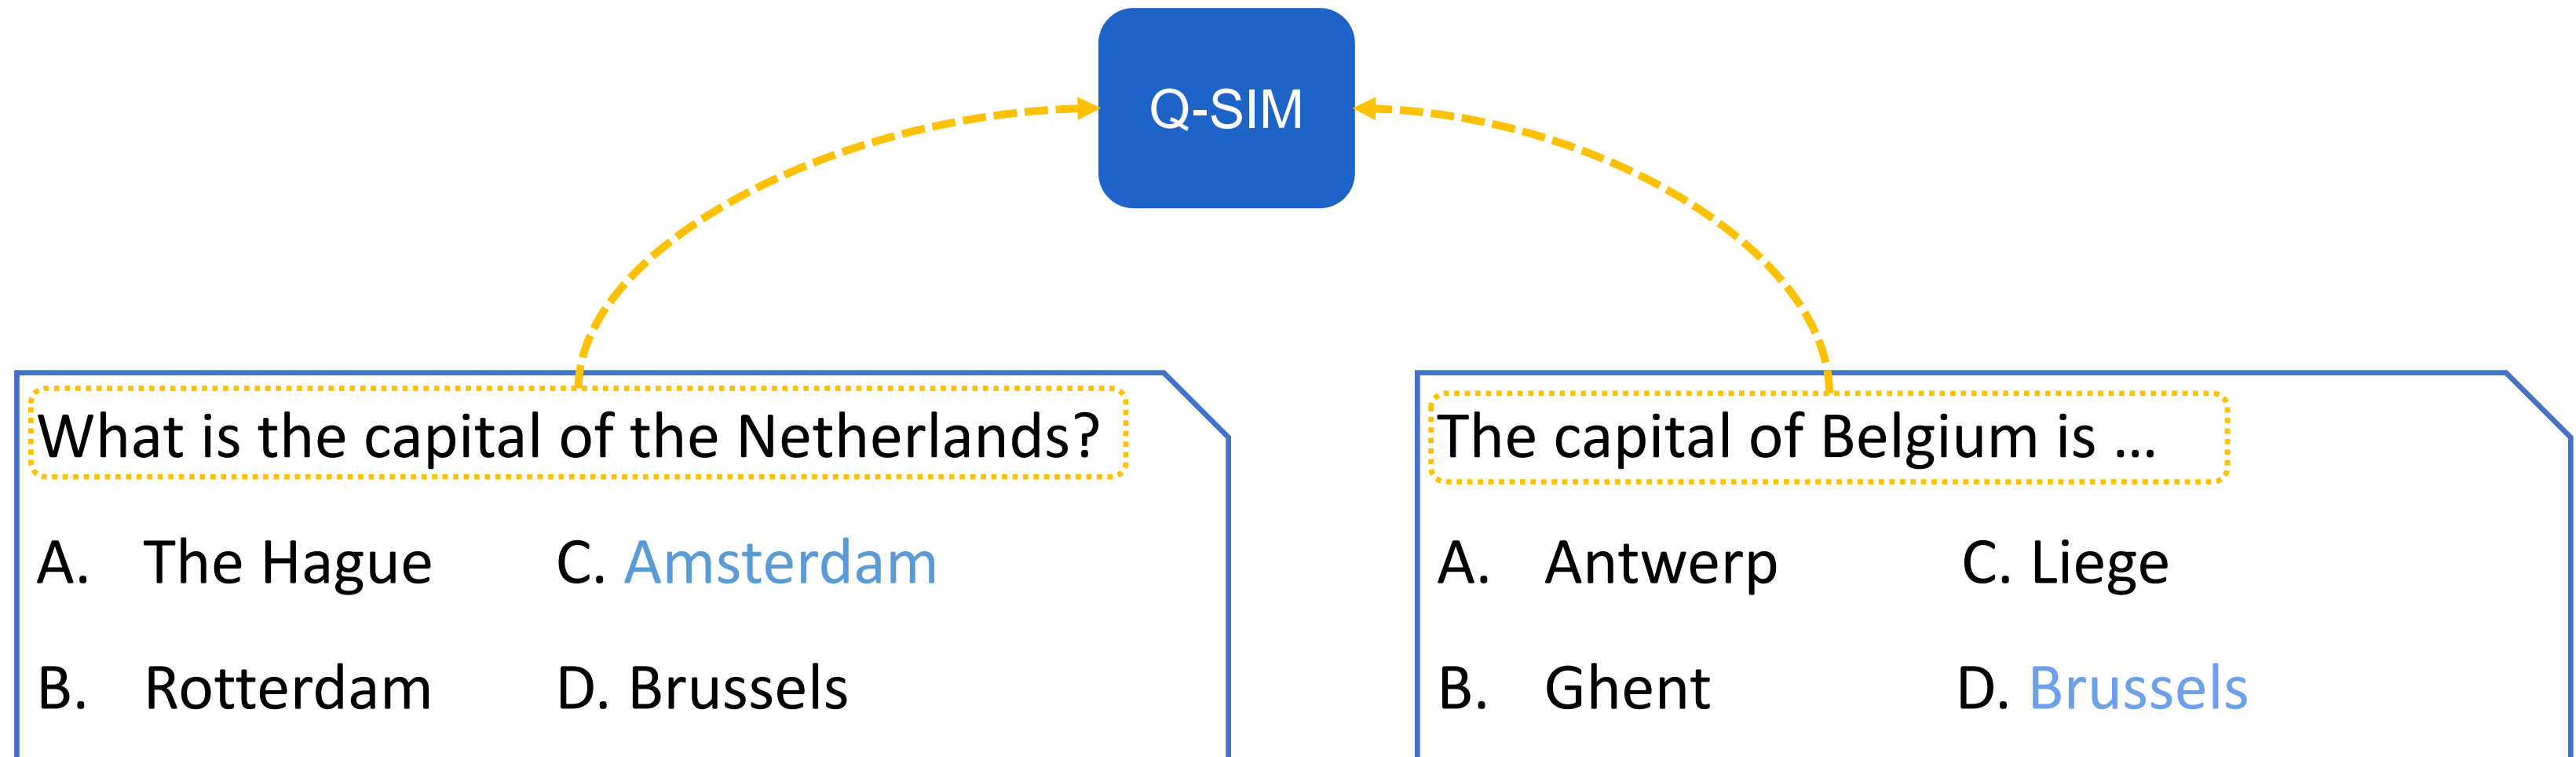 Q-SIM
What is the capital of the Netherlands?
A. The Hague C. Amsterdam
B. Rotterdam D. Brussels
The capital of Belgium is ...
A. Antwerp C. Liege
B. Ghent D. Brussels